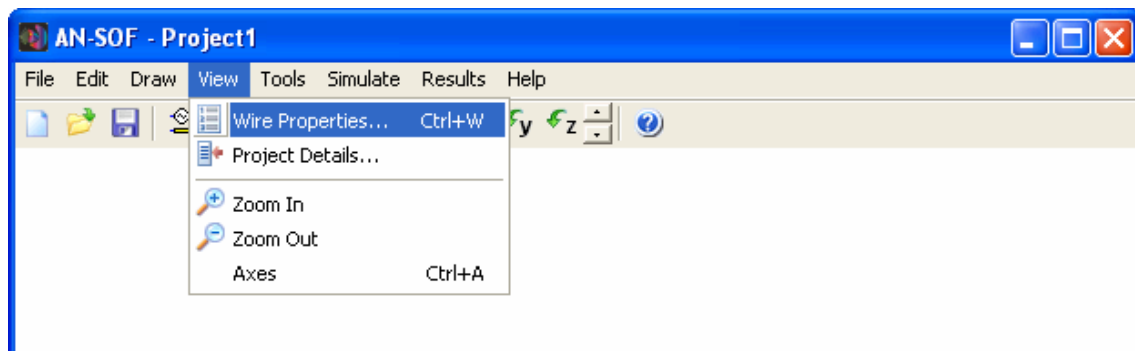 AN-SOF - Project1
File Edit Draw View Tools Simulate Results Help
y z
Wire Properties... Ctrl+W
Project Details...
Zoom In
Zoom Out
Axes Ctrl+A